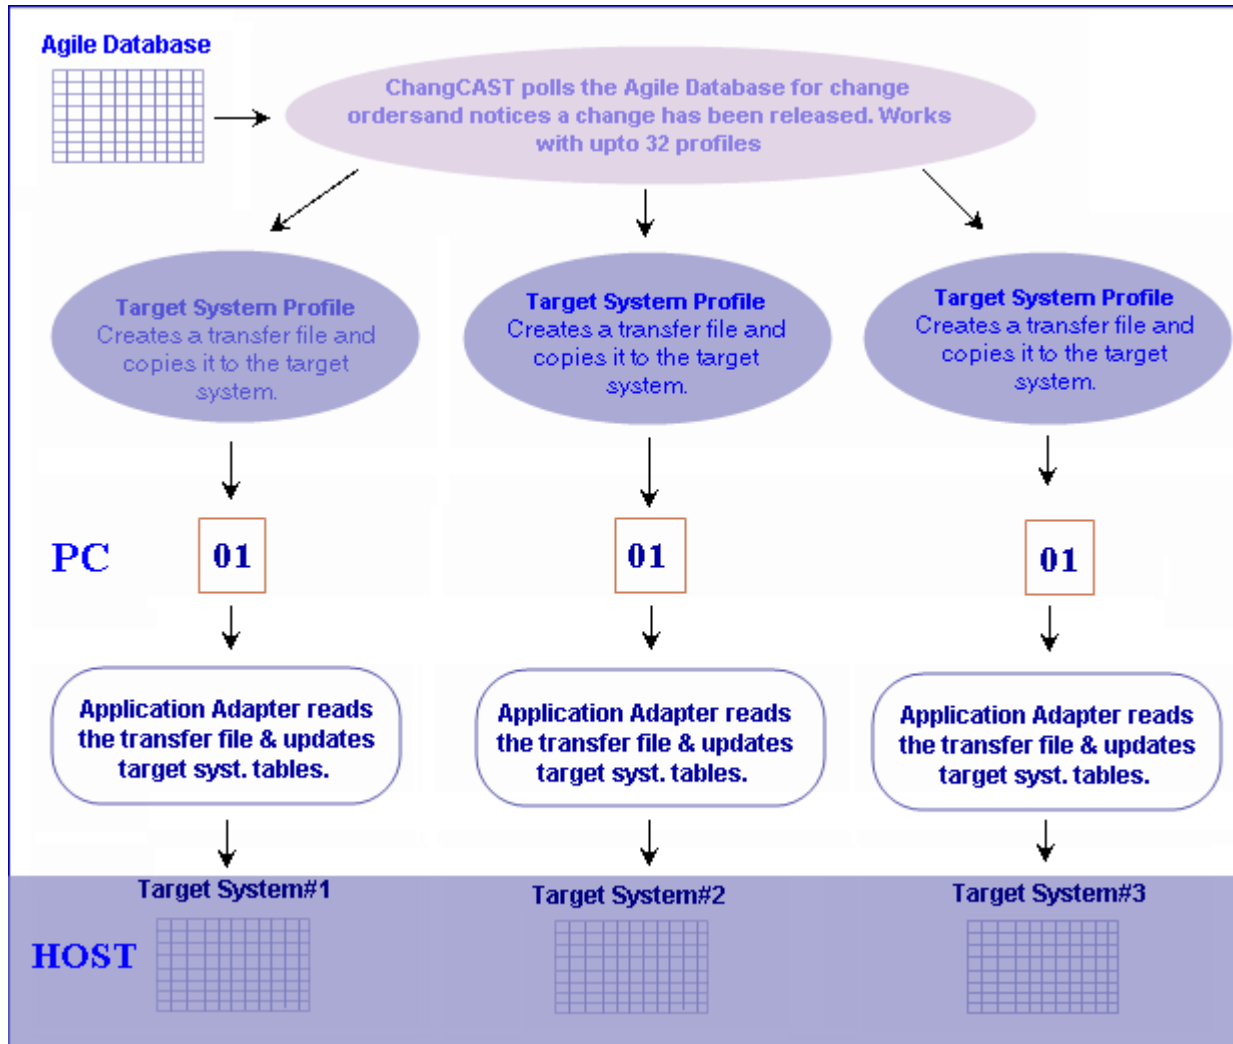 Agile Database
ChangCAST polls the Agile Database for change
ordersand notices a change has been released. Works
with upto 32 profiles
Target System Profile
Creates a transfer file and
copies it to the target
system.
Target System Profile
Creates a transfer file and
copies it to the target
system.
Target System Profile
Creates a transfer file and
copies it to the target
system.
PC
01
01
01
Application Adapter reads
the transfer file & updates
target syst. tables.
Application Adapter reads
the transfer file & updates
target syst. tables.
Application Adapter reads
the transfer file & updates
target syst. tables.
Target System#1
Target System#2
Target System#3
HOST